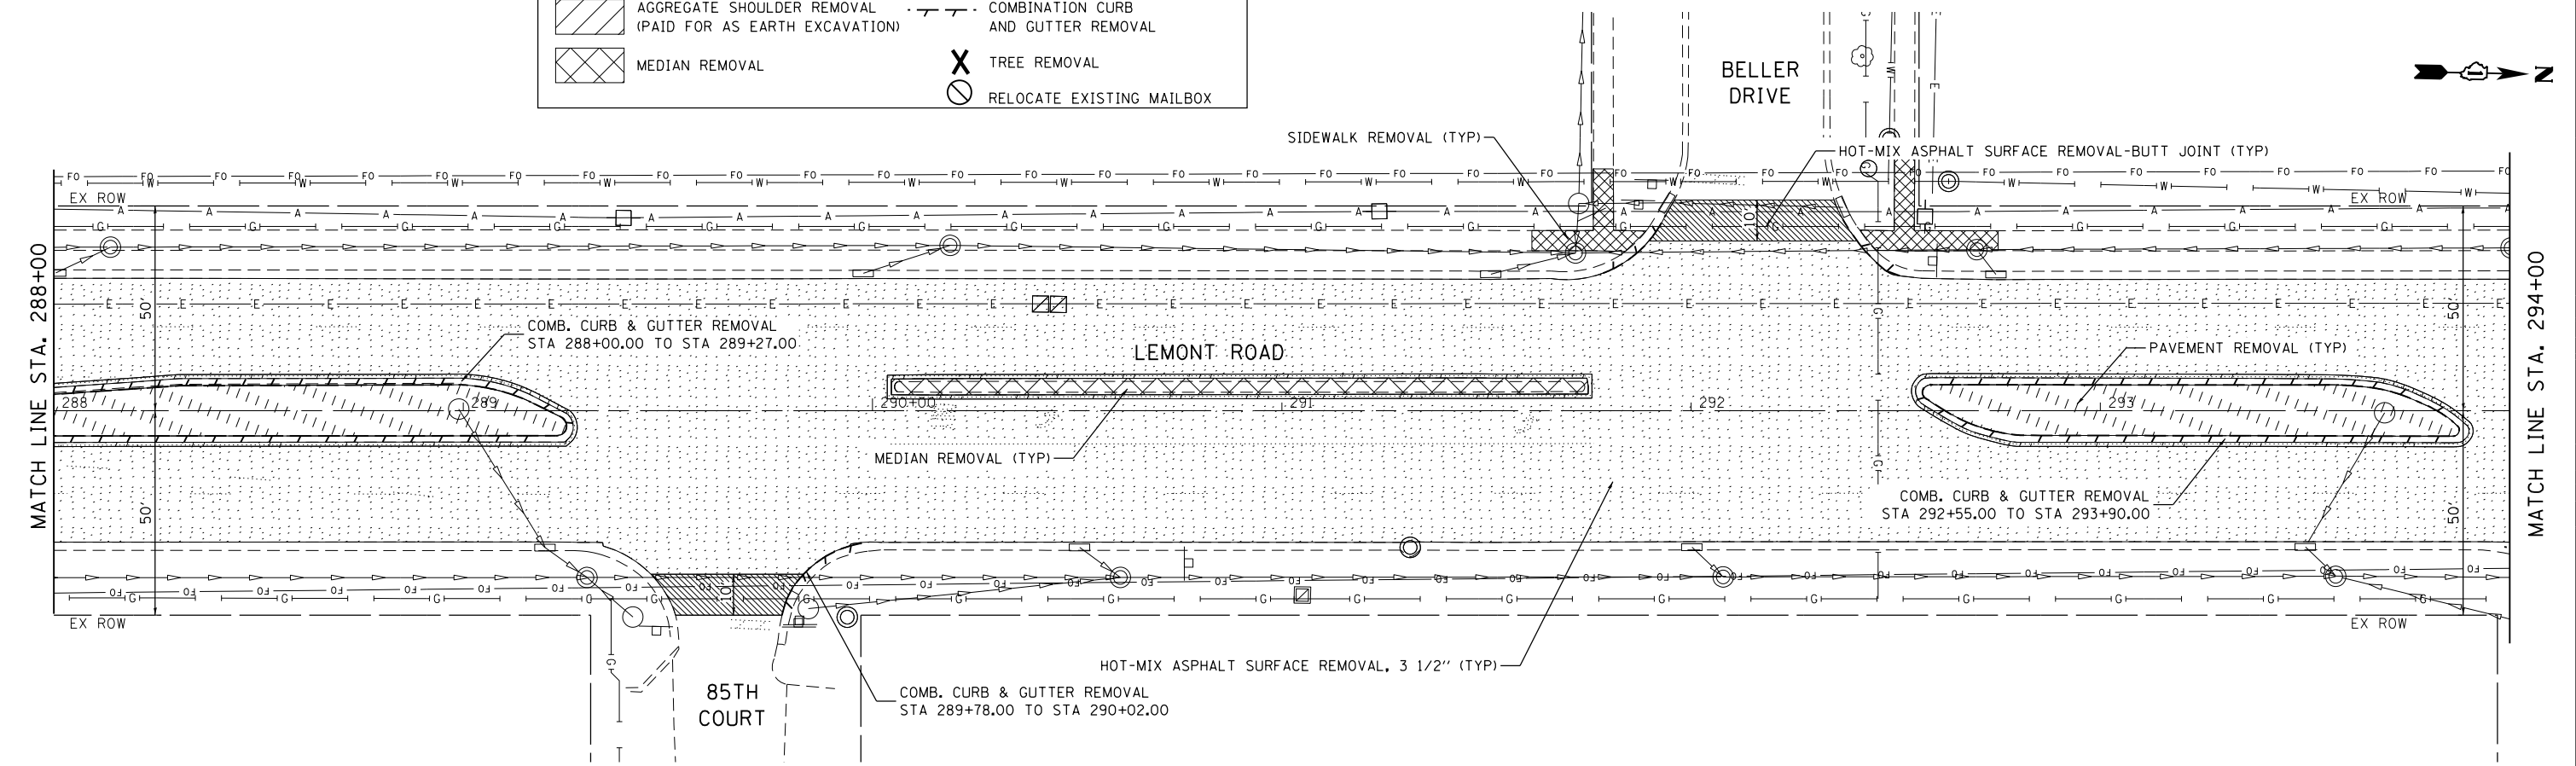 AGGREGATE SHOULDER REMOVAL
(PAID FOR AS EARTH EXCAVATION)
COMBINATION CURB
AND GUTTER REMOVAL
MEDIAN REMOVAL
TREE REMOVAL
RELOCATE EXISTING MAILBOX
BELLER
DRIVE
N
SIDEWALK REMOVAL (TYP)
HOT-MIX ASPHALT SURFACE REMOVAL-BUTT JOINT (TYP)
EX ROW
EX ROW
10'
MATCH LINE STA. 288+00
MATCH LINE STA. 294+00
50'
50'
COMB. CURB & GUTTER REMOVAL
STA 288+00.00 TO STA 289+27.00
LEMONT ROAD
PAVEMENT REMOVAL (TYP)
288
289
290+00
291
292
293
MEDIAN REMOVAL (TYP)
COMB. CURB & GUTTER REMOVAL
STA 292+55.00 TO STA 293+90.00
50'
50'
10'
EX ROW
EX ROW
HOT-MIX ASPHALT SURFACE REMOVAL, 3 1/2" (TYP)
85TH
COURT
COMB. CURB & GUTTER REMOVAL
STA 289+78.00 TO STA 290+02.00